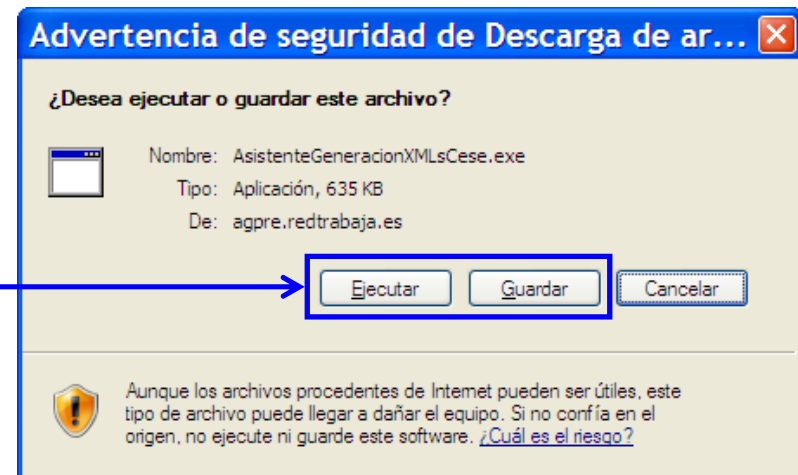 Advertencia de seguridad de Descarga de ar...
¿Desea ejecutar o guardar este archivo?
Nombre: AsistenteGeneracionXMLsCese.exe
Tipo: Aplicación, 635 KB
De: agpre.redtrabaja.es
Ejecutar Guardar Cancelar
Aunque los archivos procedentes de Internet pueden ser útiles, este
tipo de archivo puede llegar a dañar el equipo. Si no confía en el
origen, no ejecute ni guarde este software. ¿Cuál es el riesgo?